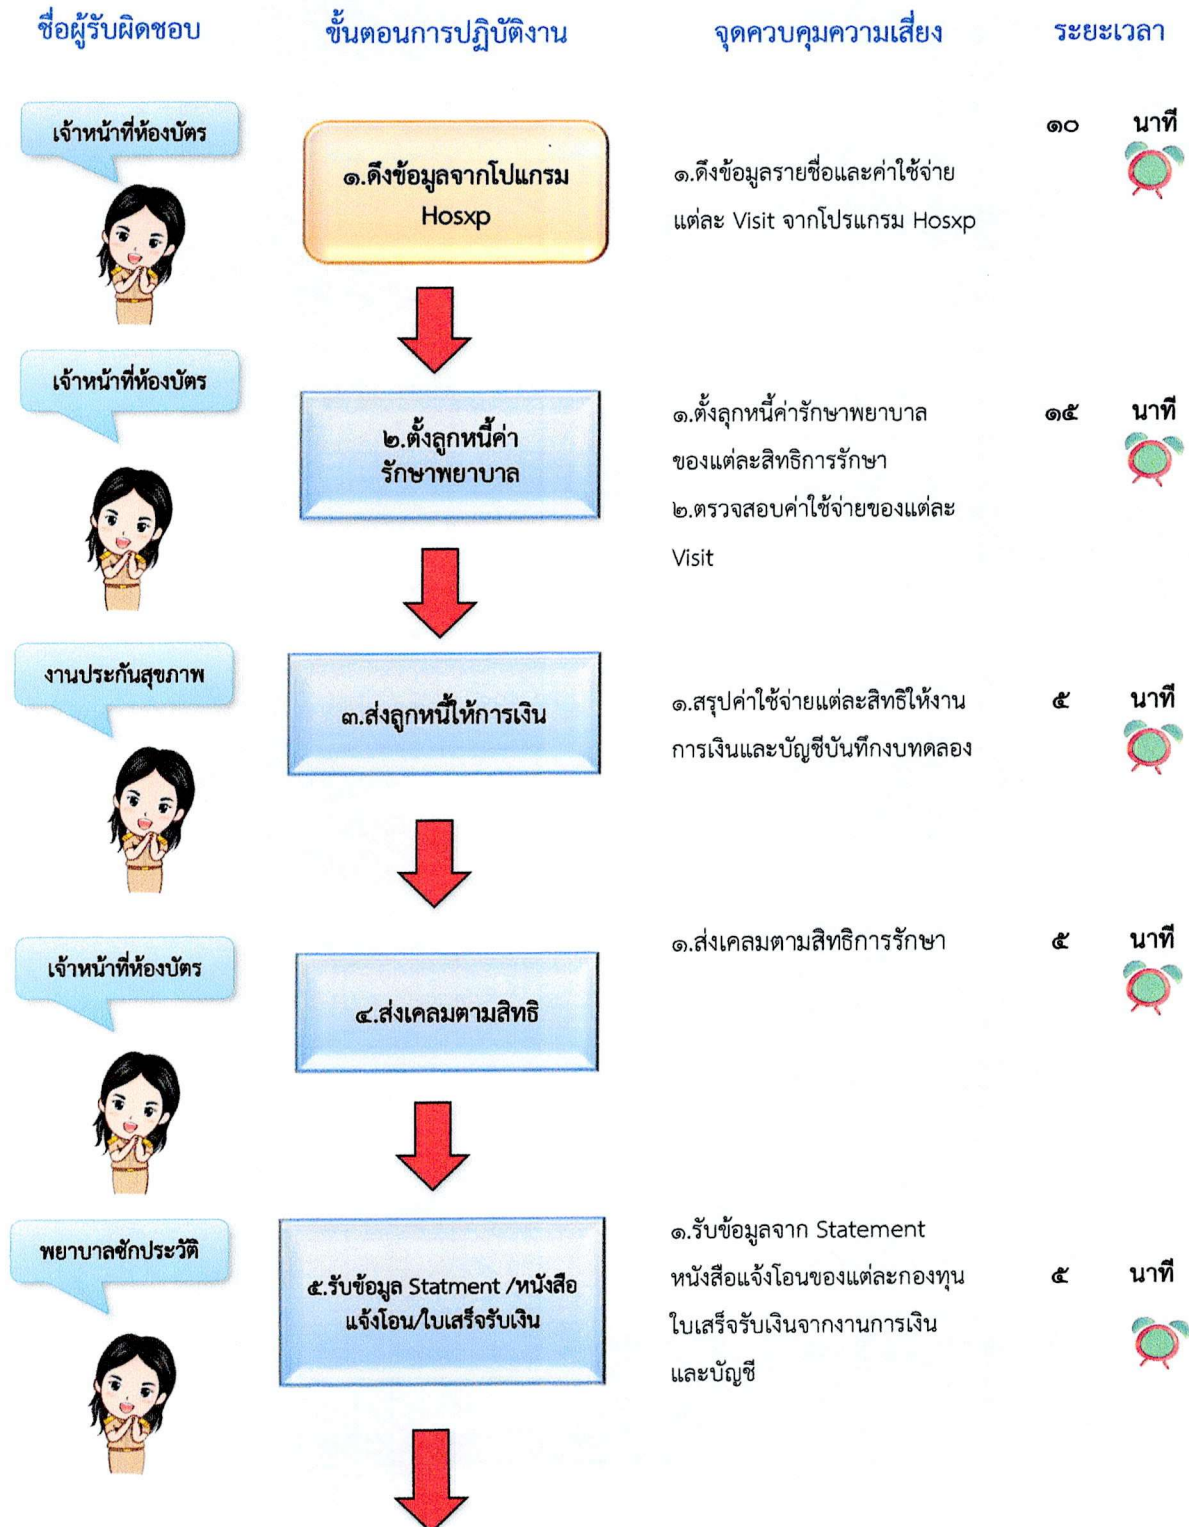 ชื่อผู้รับผิดชอบ
ขั้นตอนการปฏิบัติงาน
จุดควบคุมความเสี่ยง
ระยะเวลา
เจ้าหน้าที่ห้องบัตร
๑.ดึงข้อมูลจากโปแกรม
Hosxp
๑.ดึงข้อมูลรายชื่อและค่าใช้จ่าย
แต่ละ Visit จากโปรแกรม Hosxp
๑๐ นาที
เจ้าหน้าที่ห้องบัตร
๒.ตั้งลูกหนี้ค่า
รักษาพยาบาล
๑.ตั้งลูกหนี้ค่ารักษาพยาบาล
ของแต่ละสิทธิการรักษา
๒.ตรวจสอบค่าใช้จ่ายของแต่ละ
Visit
๑๕ นาที
งานประกันสุขภาพ
๓.ส่งลูกหนี้ให้การเงิน
๑.สรุปค่าใช้จ่ายแต่ละสิทธิให้งาน
การเงินและบัญชีบันทึกงบทดลอง
๕ นาที
เจ้าหน้าที่ห้องบัตร
๔.ส่งเคลมตามสิทธิ
๑.ส่งเคลมตามสิทธิการรักษา
๕ นาที
พยาบาลซักประวัติ
๕.รับข้อมูล Statment /หนังสือ
แจ้งโอน/ใบเสร็จรับเงิน
๑.รับข้อมูลจาก Statement
หนังสือแจ้งโอนของแต่ละกองทุน
ใบเสร็จรับเงินจากงานการเงิน
และบัญชี
๕ นาที